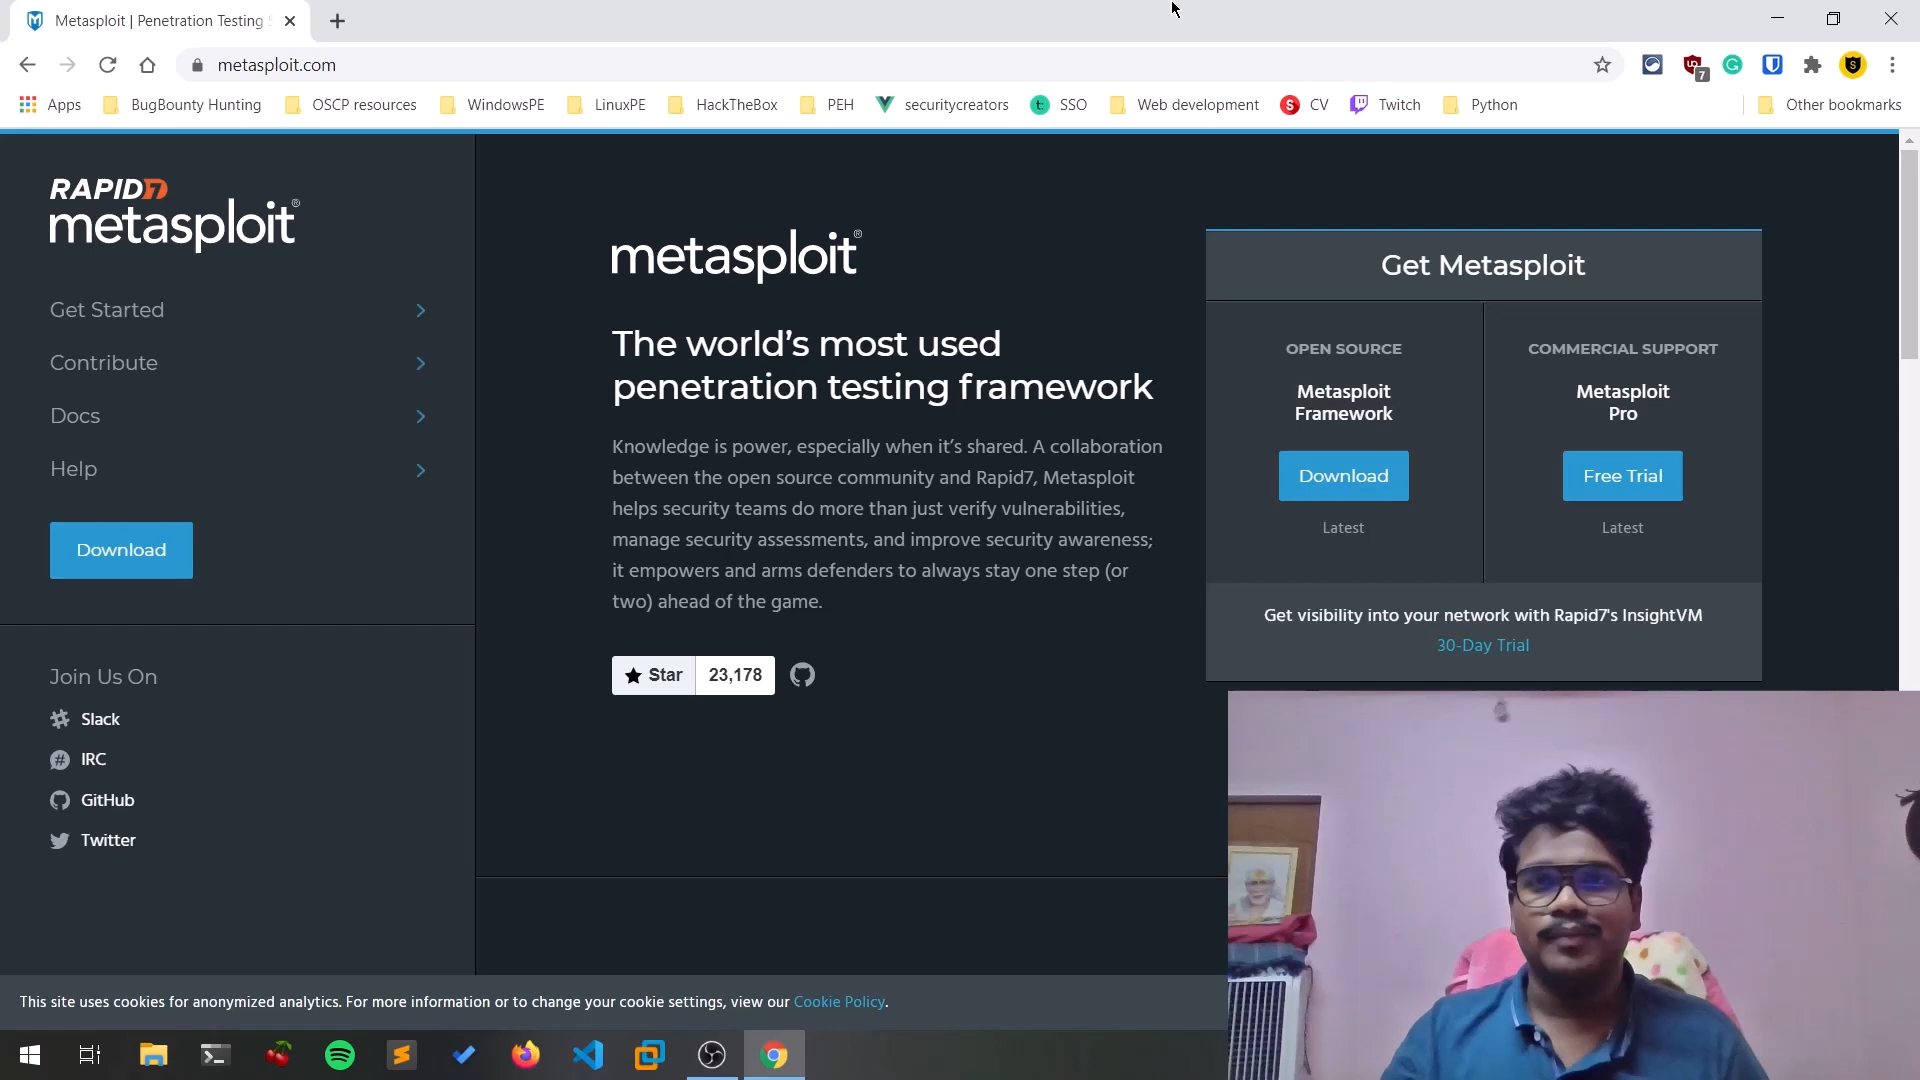 Metasploit | Penetration Testing S
metasploit.com
7
Apps
BugBounty Hunting
OSCP resources
WindowsPE
LinuxPE
HackTheBox
PEH
securitycreators
t:
SSO
Web development
S
CV
Twitch
Python
Other bookmarks
RAPID7
metasploit®
Get Started
Contribute
Docs
Help
Download
Join Us On
Slack
IRC
GitHub
Twitter
metasploit®
The world’s most used
penetration testing framework
Knowledge is power, especially when it’s shared. A collaboration
between the open source community and Rapid7, Metasploit
helps security teams do more than just verify vulnerabilities,
manage security assessments, and improve security awareness;
it empowers and arms defenders to always stay one step (or
two) ahead of the game.
Star 23,178
Get Metasploit
OPEN SOURCE
Metasploit
Framework
Download
Latest
COMMERCIAL SUPPORT
Metasploit
Pro
Free Trial
Latest
Get visibility into your network with Rapid7's InsightVM
30-Day Trial
This site uses cookies for anonymized analytics. For more information or to change your cookie settings, view our Cookie Policy.